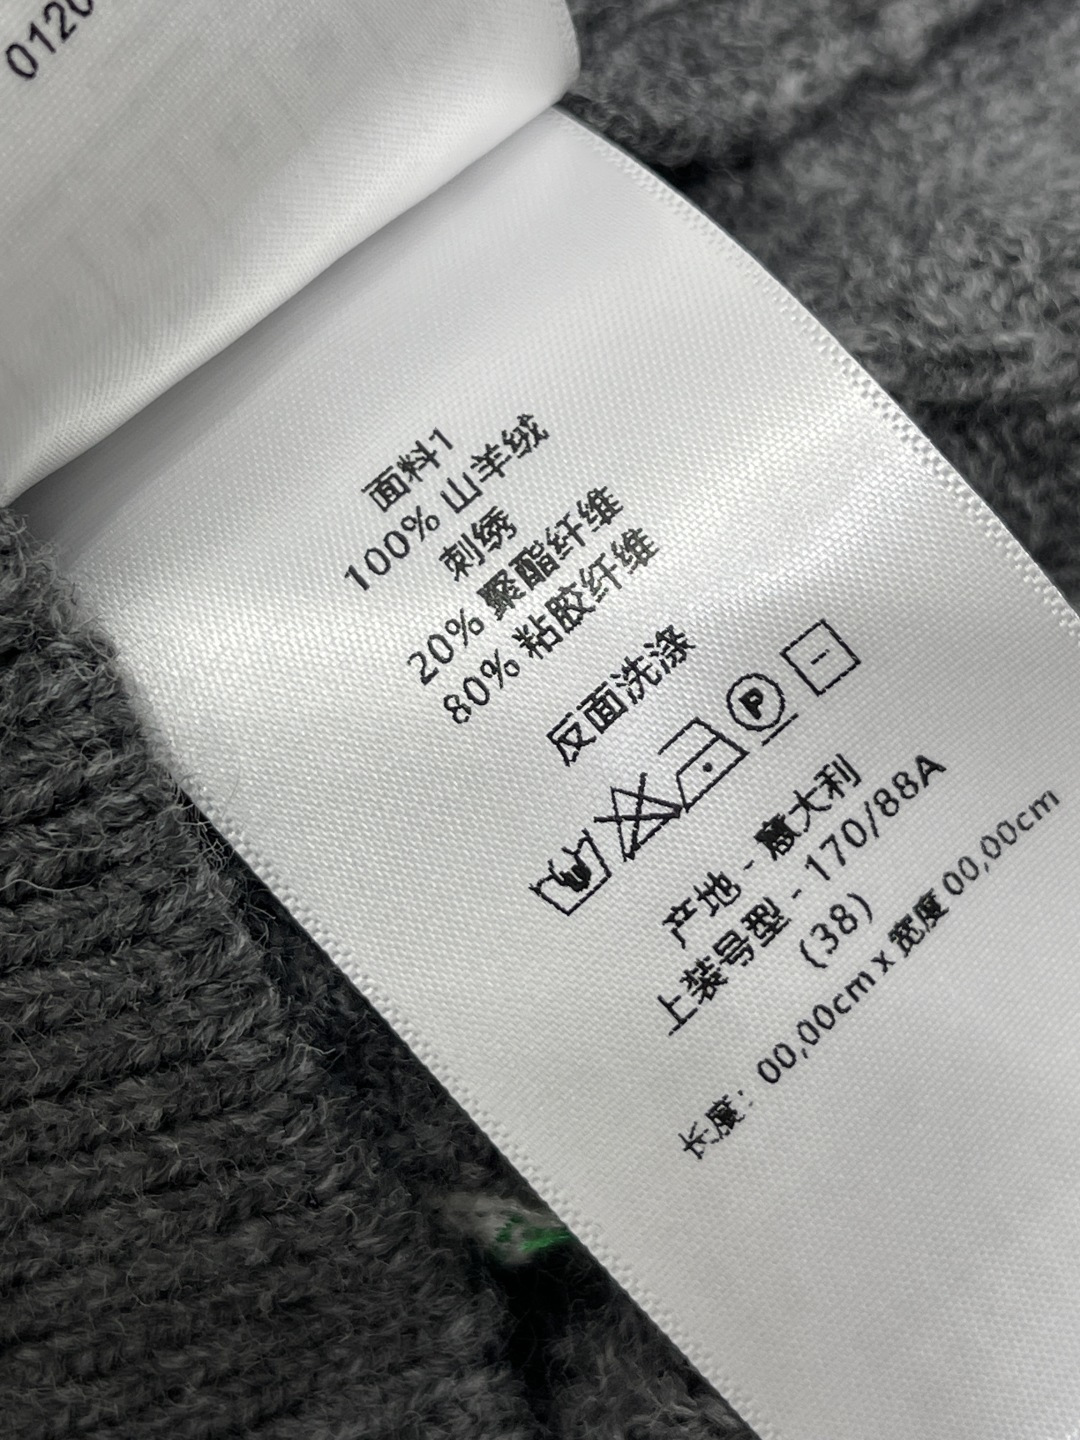 0120
面料1
100% 山羊绒
刺绣
20% 聚酯纤维
80% 粘胶纤维
反面洗涤
P
产地 - 意大利
上装号型 - 170/88A
(38)
长度: 00,00cm x 宽度 00,00cm